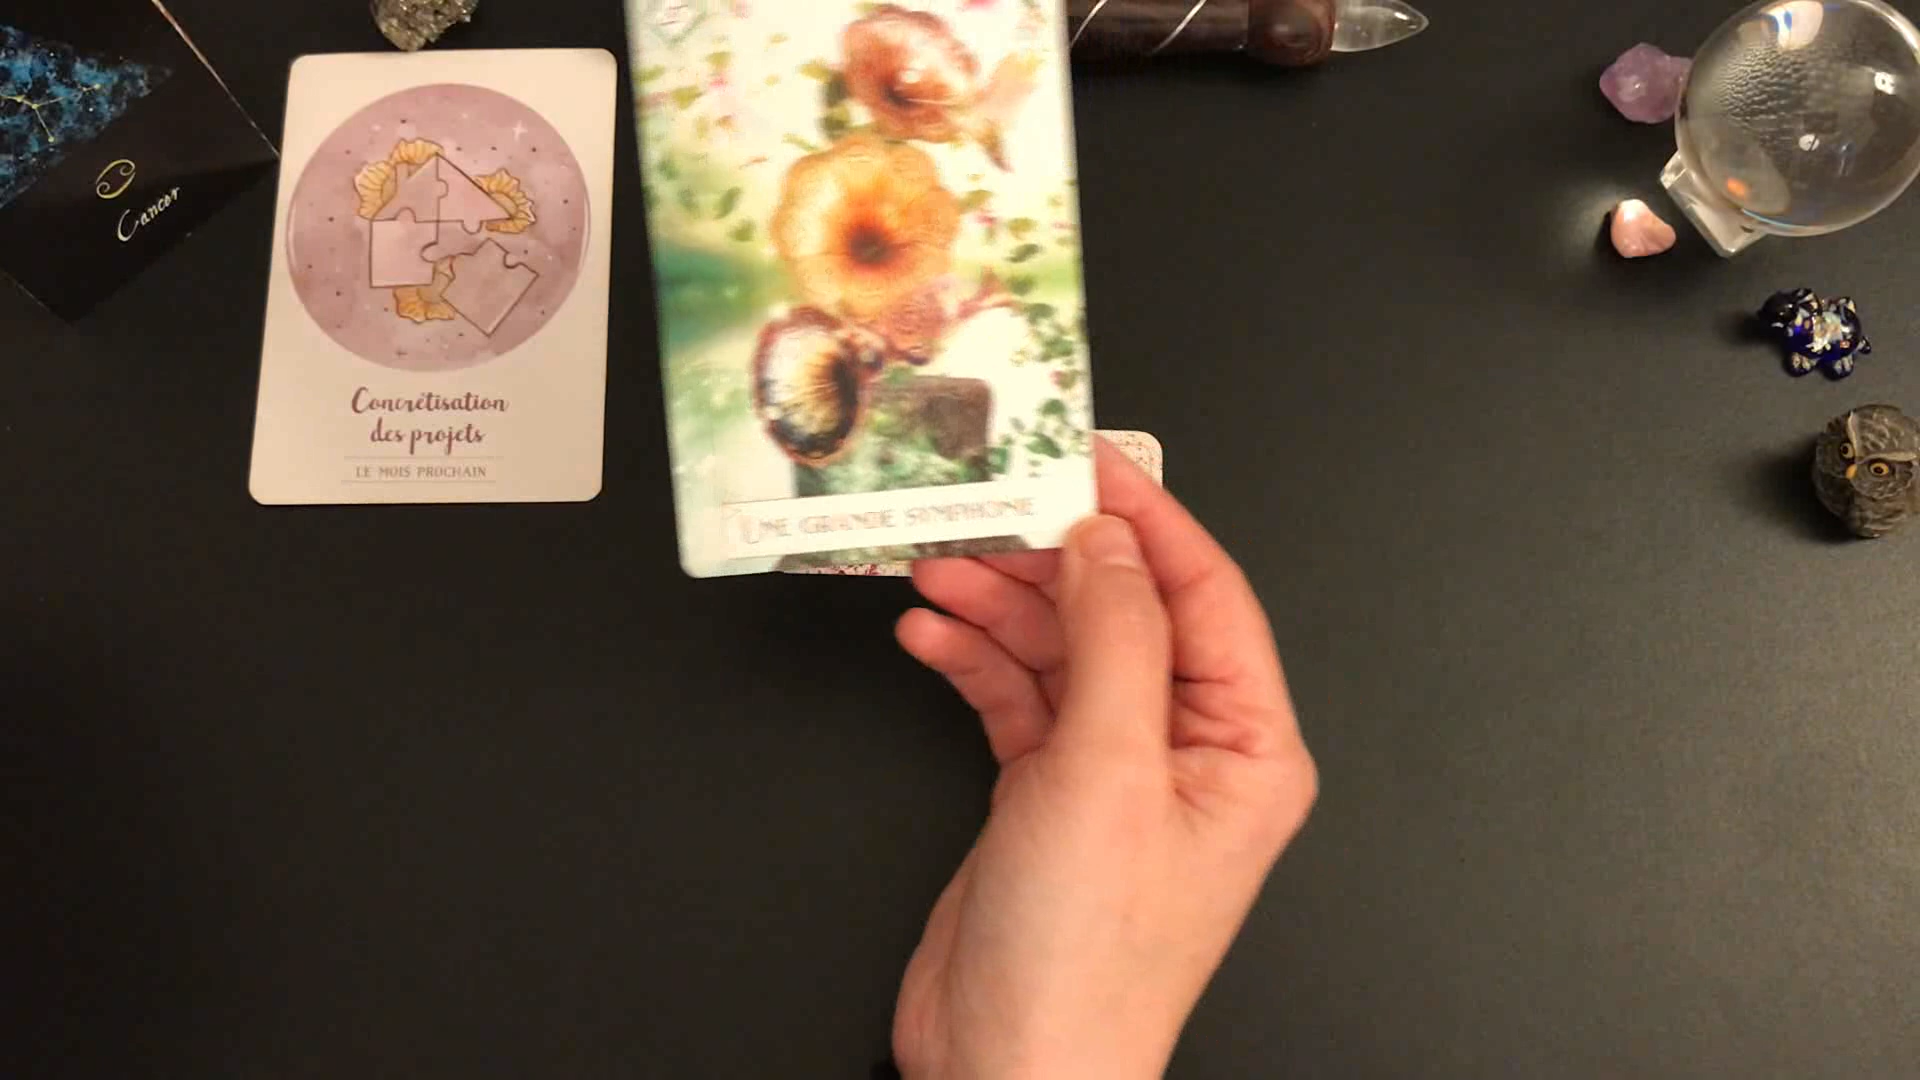 Cancer
Concrétisation
des projets
LE MOIS PROCHAIN
UNE GRANDE SYMPHONIE